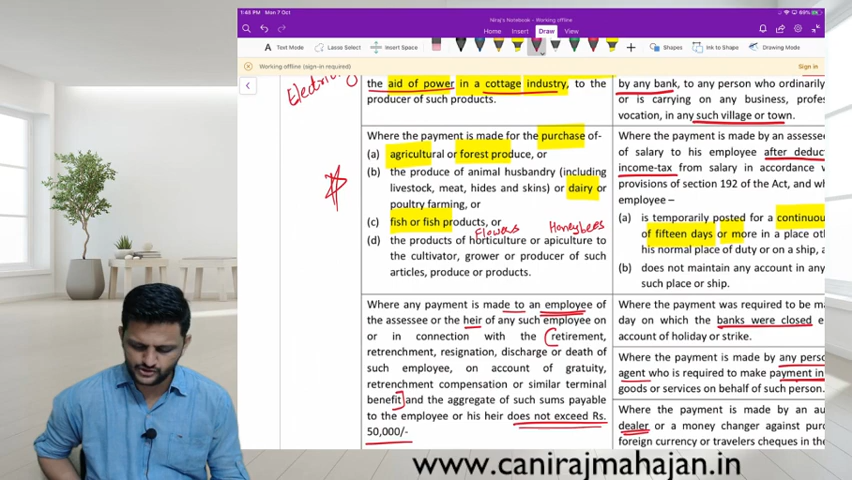 1:45 PM Mon 7 Oct
Niraj's Notebook - Working offline
69%
Home Insert Draw View
Text Mode Lasso Select Insert Space Shapes Ink to Shape Drawing Mode
Working offline (sign-in required) Sign in
the aid of power in a cottage industry, to the
producer of such products.
Where the payment is made for the purchase of-
(a) agricultural or forest produce, or
(b) the produce of animal husbandry (including
livestock, meat, hides and skins) or dairy or
poultry farming, or
(c) fish or fish products, or
Flowers Honeybees
(d) the products of horticulture or apiculture to
the cultivator, grower or producer of such
articles, produce or products.
Where any payment is made to an employee of
the assessee or the heir of any such employee on
or in connection with the retirement,
retrenchment, resignation, discharge or death of
such employee, on account of gratuity,
retrenchment compensation or similar terminal
benefit and the aggregate of such sums payable
to the employee or his heir does not exceed Rs.
50,000/-
by any bank, to any person who ordinarily
or is carrying on any business, profes
vocation, in any such village or town.
Where the payment is made by an assesse
of salary to his employee after deduc
income-tax from salary in accordance
provisions of section 192 of the Act, and
employee –
(a) is temporarily posted for a continuou
of fifteen days or more in a place ot
his normal place of duty or on a ship, a
(b) does not maintain any account in any
such place or ship.
Where the payment was required to be ma
day on which the banks were closed e
account of holiday or strike.
Where the payment is made by any perso
agent who is required to make payment in
goods or services on behalf of such person.
Where the payment is made by an au
dealer or a money changer against pur
foreign currency or travelers cheques in the
www.canirajmahajan.in